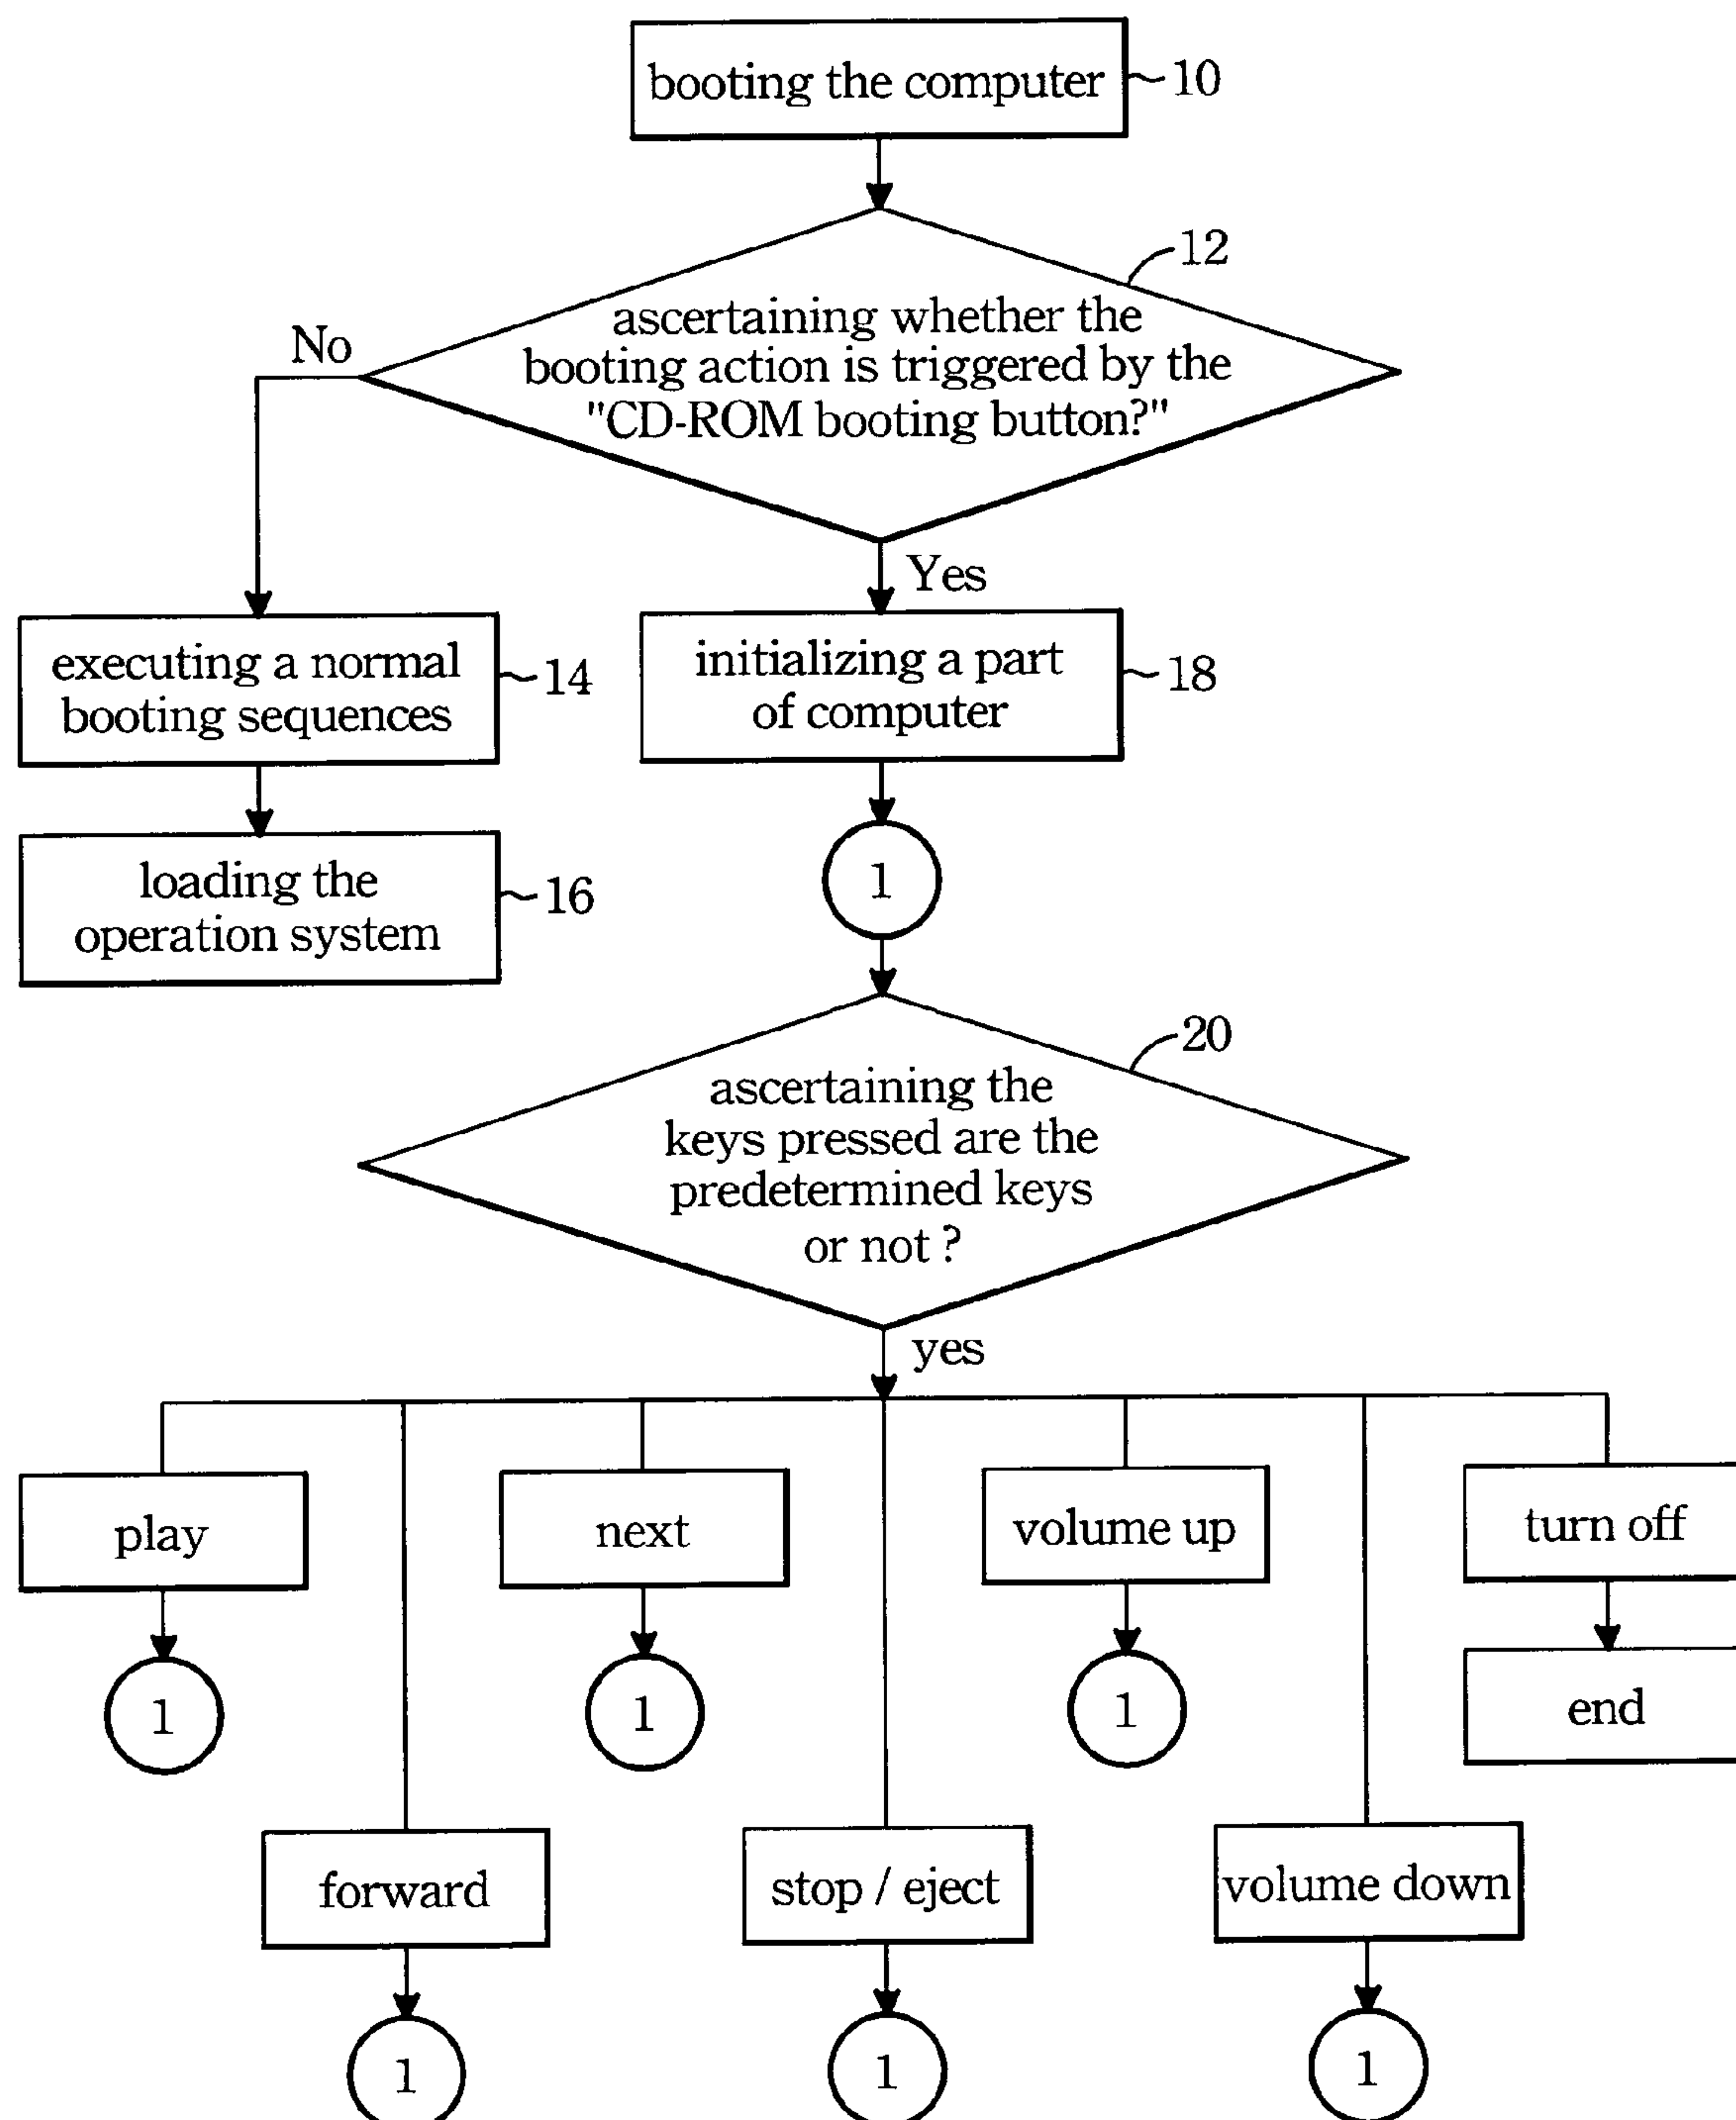 booting the computer
10
12
ascertaining whether the
booting action is triggered by the
"CD-ROM booting button?"
No
Yes
executing a normal
booting sequences
14
initializing a part
of computer
18
loading the
operation system
16
1
20
ascertaining the
keys pressed are the
predetermined keys
or not ?
yes
play
next
volume up
turn off
1
1
1
end
forward
stop / eject
volume down
1
1
1